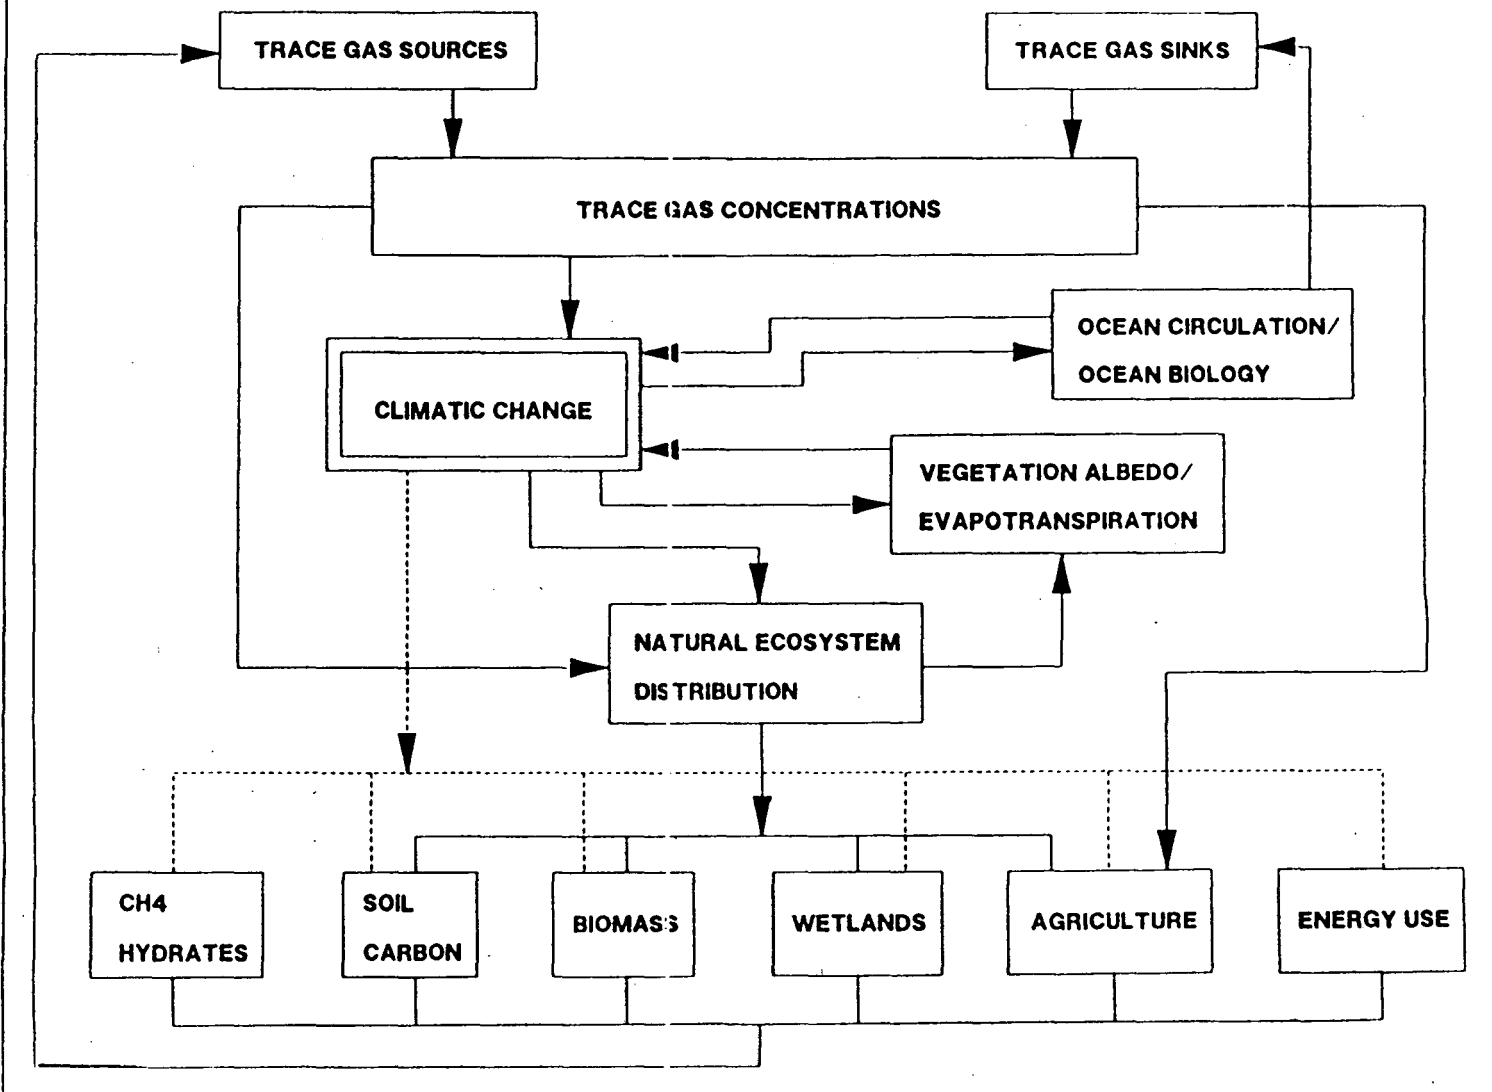 TRACE GAS SOURCES
TRACE GAS SINKS
TRACE GAS CONCENTRATIONS
OCEAN CIRCULATION/
OCEAN BIOLOGY
CLIMATIC CHANGE
VEGETATION ALBEDO/
EVAPOTRANSPIRATION
NATURAL ECOSYSTEM
DISTRIBUTION
CH4
HYDRATES
SOIL
CARBON
BIOMASS
WETLANDS
AGRICULTURE
ENERGY USE